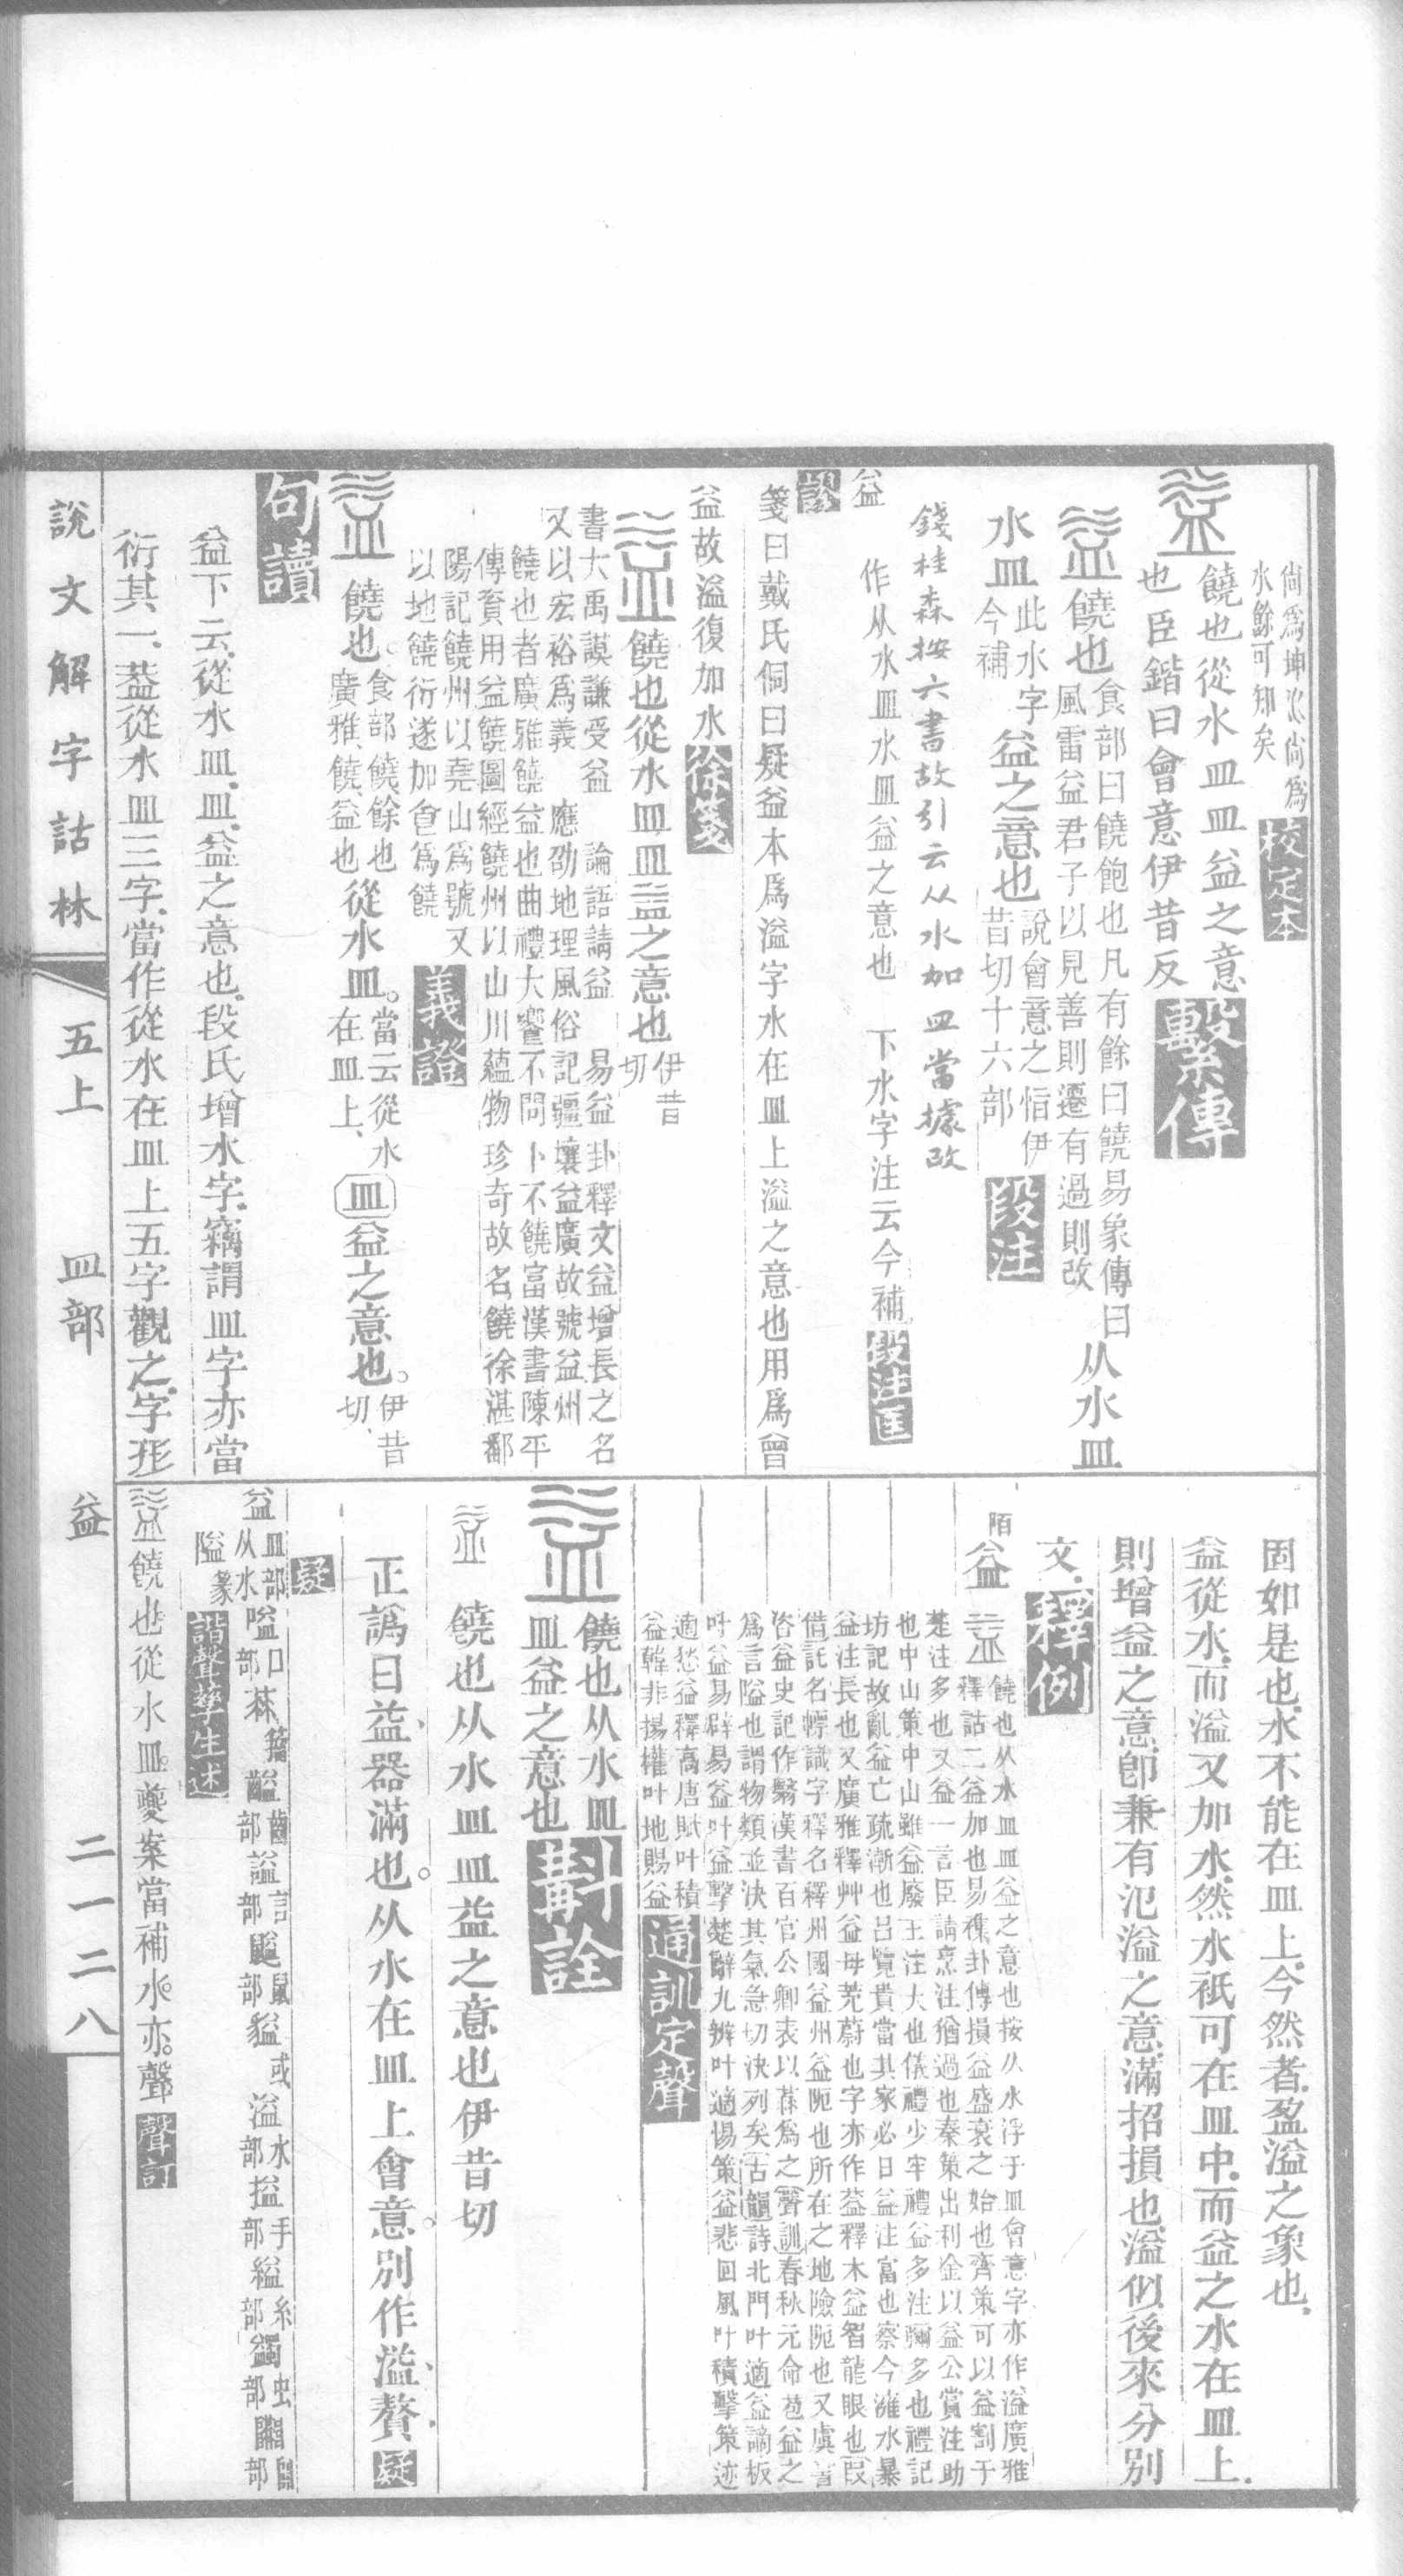 尙爲坤尙爲
水餘可知矣
校定本
饒也從水皿皿益之意
也臣鍇曰會意伊昔反
繫傳
饒也
食部曰饒飽也凡有餘曰饒易象傳曰
風雷益君子以見善則遷有過則改
从水皿
水皿
此水字
今補
益之意也
說會意之恉伊
昔切十六部
段注
錢桂森按六書故引云从水加皿當據改
益
作从水皿水皿益之意也　下水字注云今補
段注匡謬
箋曰戴氏侗曰疑益本爲溢字水在皿上溢之意也用爲曾
益故溢復加水
徐箋
饒也從水皿皿益之意也
伊昔
切
書大禹謨謙受益　論語請益　易益卦釋文益增長之名
又以宏裕爲義　應劭地理風俗記疆壤益廣故號益州
饒也者廣雅饒益也曲禮大饗不問卜不饒富漢書陳平
傳資用益饒圖經饒州以山川蘊物珍奇故名饒徐湛鄱
陽記饒州以堯山爲號又
以地饒衍遂加食爲饒
義證
饒也。
食部饒餘也
廣雅饒益也
從水皿。
當云從水
在皿上、
皿益之意也。
伊昔
切、
句讀
益下云、從水皿、皿、益之意也、段氏增水字、竊謂皿字亦當
衍其一、葢從水皿三字、當作從水在皿上五字觀之、字形
固如是也、水不能在皿上、今然者、盈溢之象也、
益從水、而溢又加水、然水祇可在皿中、而益之水在皿上、
則增益之意、卽兼有氾溢之意、滿招損也、溢似後來分別
文、
釋例
陌
益
饒也从水皿皿益之意也按从水浮于皿會意字亦作溢廣雅
釋詁二益加也易襍卦傳損益盛衰之始也齊策可以益割于
楚注多也又益一言臣請烹注猶過也秦策出利金以益公賞注助
也中山策中山雖益廢王注大也儀禮少牢禮益多注彌多也禮記
坊記故亂益亡疏漸也呂覽貴當其家必日益注富也察今澭水暴
益注長也又廣雅釋艸益母茺蔚也字亦作䓊釋木益智龍眼也叚
借託名幖識字釋名釋州國益州益阨也所在之地險阨也又虞書
咎益史記作翳漢書百官公卿表以𦳊爲之聲訓春秋元命苞益之
爲言隘也謂物類並決其氣急切決列矣古韻詩北門叶適益謫板
叶益易辟易益叶益擊楚辭九辨叶適惕策益悲回風叶積擊策迹
適愁益釋高唐賦叶積
益韓非揚權叶地賜益
通訓定聲
饒也从水皿
皿益之意也
斠詮
饒也从水皿皿益之意也伊昔切
正譌曰益、器滿也。从水在皿上會意。別作溢、贅、
疑
疑
益
皿部
从水
嗌
口
部
𦵻
籒
齸
齒
部
謚
言
部
鼶
鼠
部
貖
或
溢
水
部
搤
手
部
縊
糸
部
蠲
虫
部
隘
篆
諧聲孳生述
饒也從水皿。夔案當補水。亦。聲
聲訂
說文解字詁林
五上
皿部
益
二一二八